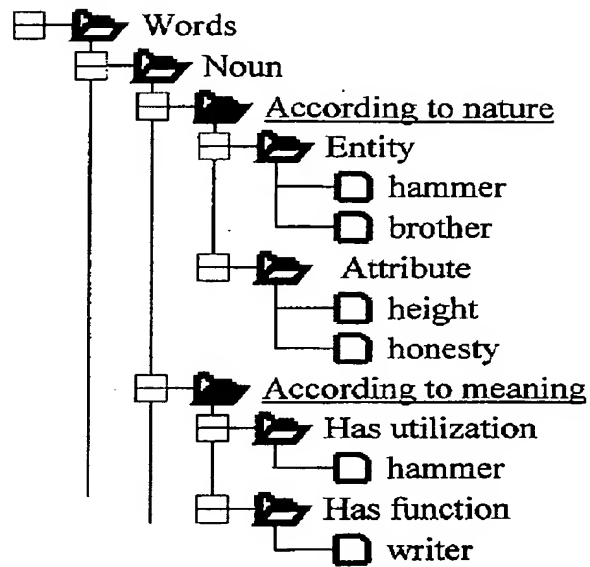 Words
Noun
According to nature
Entity
hammer
brother
Attribute
height
honesty
According to meaning
Has utilization
hammer
Has function
writer